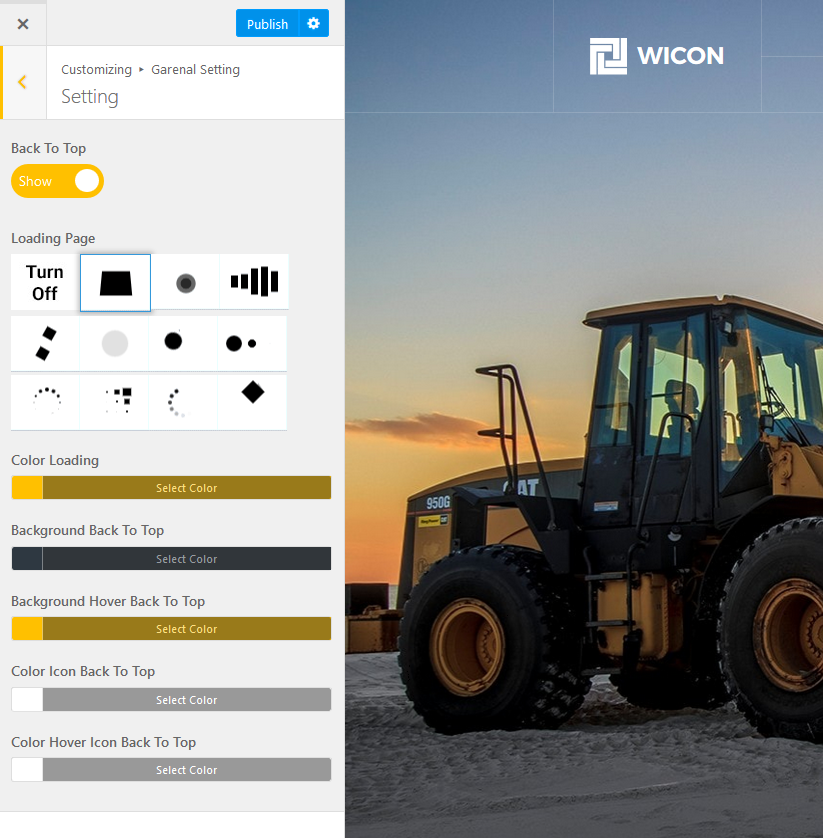 Publish
Customizing ▸ Garenal Setting
Setting
Back To Top
Show
Loading Page
Turn
Off
Color Loading
Select Color
Background Back To Top
Select Color
Background Hover Back To Top
Select Color
Color Icon Back To Top
Select Color
Color Hover Icon Back To Top
Select Color
WICON
950G
CAT